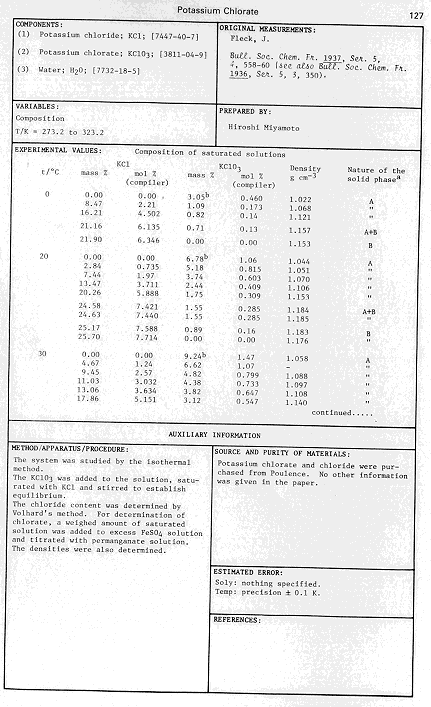 Potassium Chlorate
127
COMPONENTS:
(1) Potassium chloride; KCl; [7447-40-7]
(2) Potassium chlorate; KClO3; [3811-04-9]
(3) Water; H2O; [7732-18-5]
ORIGINAL MEASUREMENTS:
Fleck, J.
Bull. Soc. Chem. Fr. 1937, Ser. 5,
4, 558-60 (see also Bull. Soc. Chem. Fr.
1936, Ser. 5, 3, 350).
VARIABLES:
Composition
T/K = 273.2 to 323.2
PREPARED BY:
Hiroshi Miyamoto
EXPERIMENTAL VALUES: Composition of saturated solutions
KCl KClO3 Density Nature of the
t/°C mass % mol % mass % mol % g cm-3 solid phasea
(compiler) (compiler)
0 0.00 0.00 3.05b 0.460 1.022 A
8.47 2.21 1.09 0.173 1.068 "
16.21 4.502 0.82 0.14 1.121 "
21.16 6.135 0.71 0.13 1.157 A+B
21.90 6.346 0.00 0.00 1.153 B
20 0.00 0.00 6.78b 1.06 1.044 A
2.84 0.735 5.18 0.815 1.051 "
7.44 1.97 3.74 0.603 1.070 "
13.47 3.711 2.44 0.409 1.106 "
20.26 5.888 1.75 0.309 1.153 "
24.58 7.421 1.55 0.285 1.184 A+B
24.63 7.440 1.55 0.285 1.185 "
25.17 7.588 0.89 0.16 1.183 B
25.70 7.714 0.00 0.00 1.176 "
30 0.00 0.00 9.24b 1.47 1.058 A
4.67 1.24 6.62 1.07 - "
9.45 2.57 4.82 0.799 1.088 "
11.03 3.032 4.38 0.733 1.097 "
13.06 3.634 3.82 0.647 1.108 "
17.86 5.151 3.12 0.547 1.140 "
continued.....
AUXILIARY INFORMATION
METHOD/APPARATUS/PROCEDURE:
The system was studied by the isothermal
method.
The KClO3 was added to the solution, satu-
rated with KCl and stirred to establish
equilibrium.
The chloride content was determined by
Volhard's method. For determination of
chlorate, a weighed amount of saturated
solution was added to excess FeSO4 solution
and titrated with permanganate solution.
The densities were also determined.
SOURCE AND PURITY OF MATERIALS:
Potassium chlorate and chloride were pur-
chased from Poulence. No other information
was given in the paper.
ESTIMATED ERROR:
Soly: nothing specified.
Temp: precision ± 0.1 K.
REFERENCES: